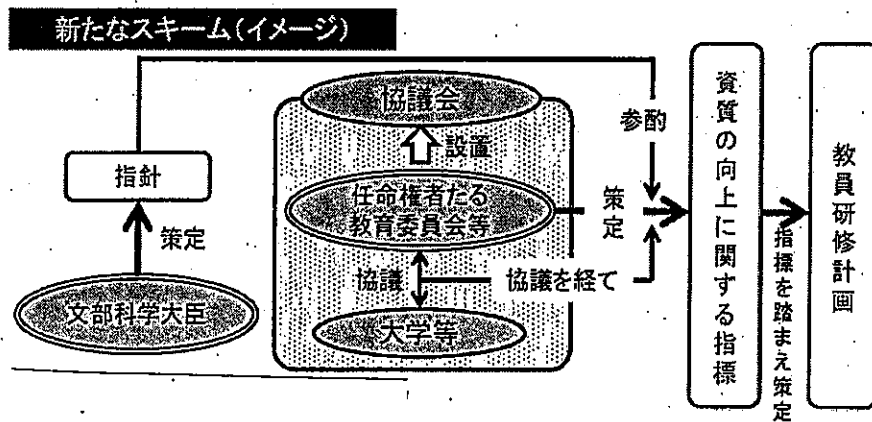 新たなスキーム(イメージ)
協議会
設置
参酌
指針
任命権者たる
教育委員会等
策定
策定
協議
協議を経て
文部科学大臣
大学等
資質の向上に関する指標
指標を踏まえ策定
教員研修計画